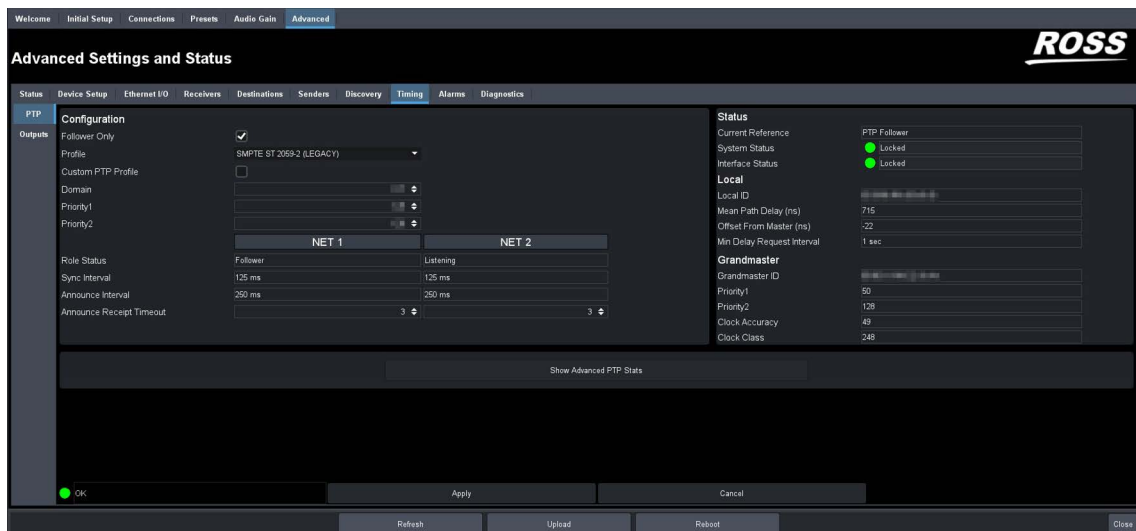 Welcome Initial Setup Connections Presets Audio Gain Advanced
ROSS
Advanced Settings and Status
Status Device Setup Ethernet I/O Receivers Destinations Senders Discovery Timing Alarms Diagnostics
PTP
Outputs
Configuration
Follower Only
Profile SMPTE ST 2059-2 (LEGACY)
Custom PTP Profile
Domain
Priority1
Priority2
NET 1 NET 2
Role Status Follower Listening
Sync Interval 125 ms 125 ms
Announce Interval 250 ms 250 ms
Announce Receipt Timeout 3 3
Status
Current Reference PTP Follower
System Status Locked
Interface Status Locked
Local
Local ID
Mean Path Delay (ns) 715
Offset From Master (ns) -22
Min Delay Request Interval 1 sec
Grandmaster
Grandmaster ID
Priority1 50
Priority2 128
Clock Accuracy 49
Clock Class 248
Show Advanced PTP Stats
OK Apply Cancel
Refresh Upload Reboot Close